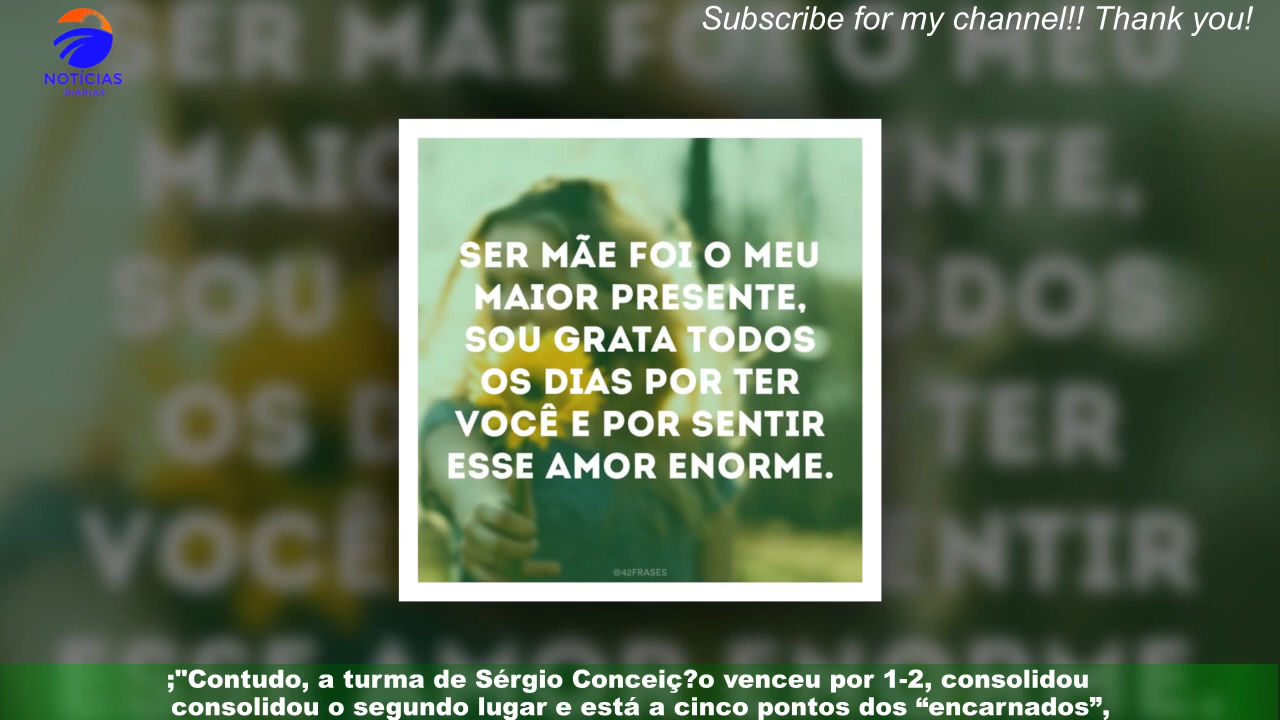 Subscribe for my channel!! Thank you!
NOTÍCIAS
DIÁRIAS
SER MÃE FOI O MEU
MAIOR PRESENTE,
SOU GRATA TODOS
OS DIAS POR TER
VOCÊ E POR SENTIR
ESSE AMOR ENORME.
@42FRASES
;"Contudo, a turma de Sérgio Conceiç?o venceu por 1-2, consolidou
consolidou o segundo lugar e está a cinco pontos dos “encarnados”,